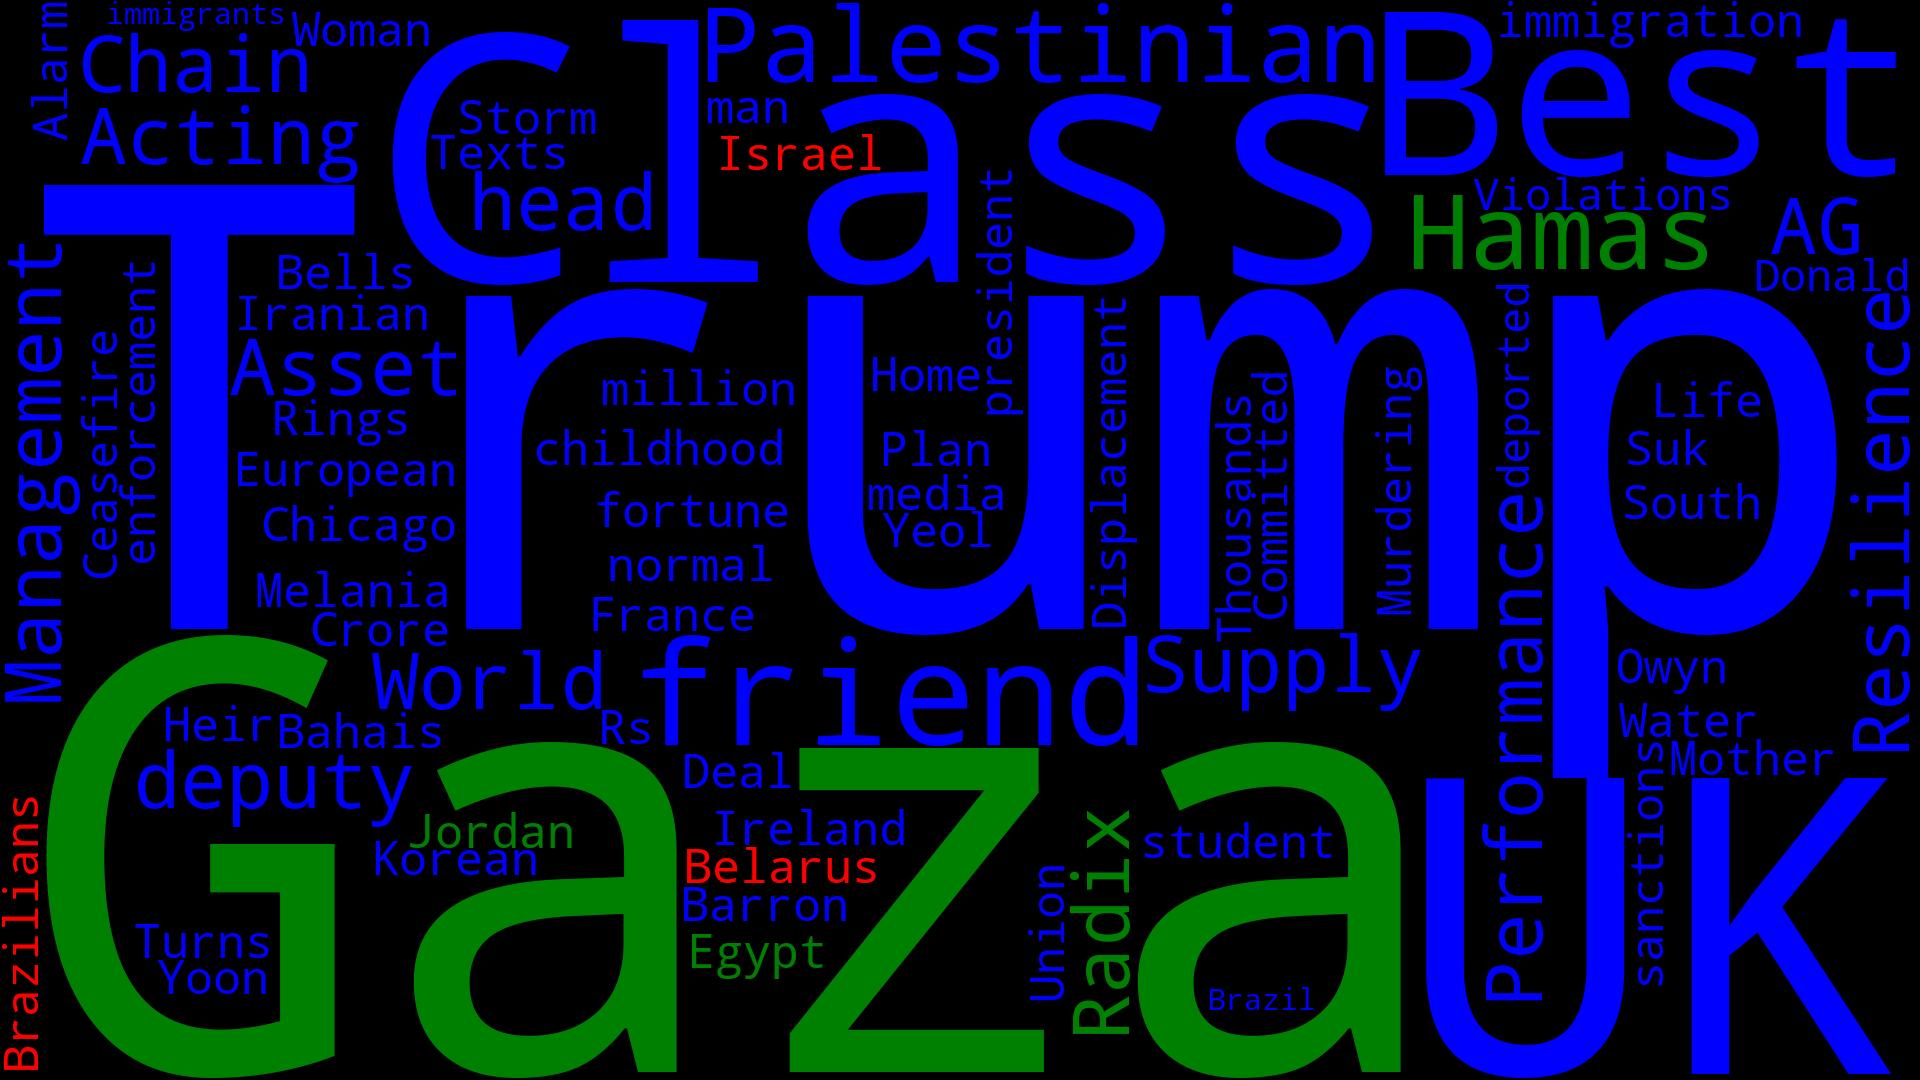 immigrants
Alarm
Woman
Chain
Acting
Class
Storm
Texts
head
Palestinian
man
Israel
Best
immigration
Violations
Hamas
AG
Donald
Trump
Management
Ceasefire
enforcement
Bells
Iranian
Asset
Rings
European
Chicago
Melania
Crore
million
childhood
fortune
normal
France
Home
president
Plan
media
Yeol
Displacement
Thousands
Committed
Murdering
deported
Performance
Life
Suk
South
Resilience
World
friend
Supply
Owyn
Water
Mother
Heir
Bahais
Rs
deputy
Gaza
Deal
Jordan
Korean
Ireland
Belarus
Barron
Egypt
Turns
Yoon
Brazilians
Union
Radix
student
Brazil
UK
sanctions